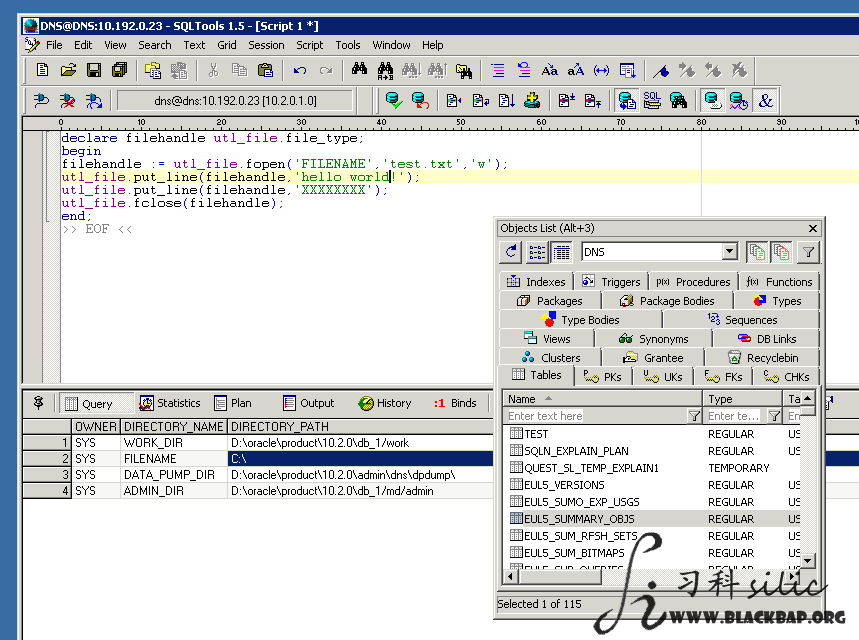 DNS@DNS:10.192.0.23 - SQLTools 1.5 - [Script 1 *]
File Edit View Search Text Grid Session Script Tools Window Help
dns@dns:10.192.0.23 [10.2.0.1.0]
SQL
&
0 10 20 30 40 50 60 70 80 90
declare filehandle utl_file.file_type;
begin
filehandle := utl_file.fopen('FILENAME','test.txt','w');
utl_file.put_line(filehandle,'hello world!');
utl_file.put_line(filehandle,'XXXXXXXX');
utl_file.fclose(filehandle);
end;
>> EOF <<
Objects List (Alt+3)
DNS
Indexes Triggers P(x) Procedures f(x) Functions
Packages Package Bodies Types
Type Bodies Sequences
Views Synonyms DB Links
Clusters Grantee Recyclebin
Tables PKs UKs FKs CHKs
Name Type Ta
Enter text here Enter te... En
TEST REGULAR US
SQLN_EXPLAIN_PLAN REGULAR US
QUEST_SL_TEMP_EXPLAIN1 TEMPORARY
EUL5_VERSIONS REGULAR US
EUL5_SUMO_EXP_USGS REGULAR US
EUL5_SUMMARY_OBJS REGULAR US
EUL5_SUM_RFSH_SETS REGULAR US
EUL5_SUM_BITMAPS REGULAR US
EUL5_SUB_QUERIES REGULAR US
Selected 1 of 115
Query Statistics Plan Output History :1 Binds
OWNER DIRECTORY_NAME DIRECTORY_PATH
1 SYS WORK_DIR D:\oracle\product\10.2.0\db_1/work
2 SYS FILENAME C:\
3 SYS DATA_PUMP_DIR D:\oracle\product\10.2.0\admin\dns\dpdump\
4 SYS ADMIN_DIR D:\oracle\product\10.2.0\db_1/md/admin
习科 silic
WWW.BLACKBAP.ORG